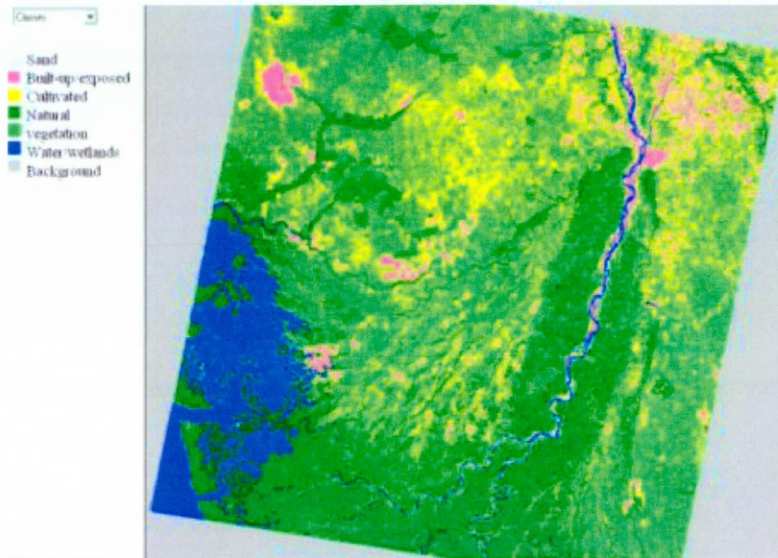 Classes
Sand
Built-up/exposed
Cultivated
Natural
vegetation
Water/wetlands
Background